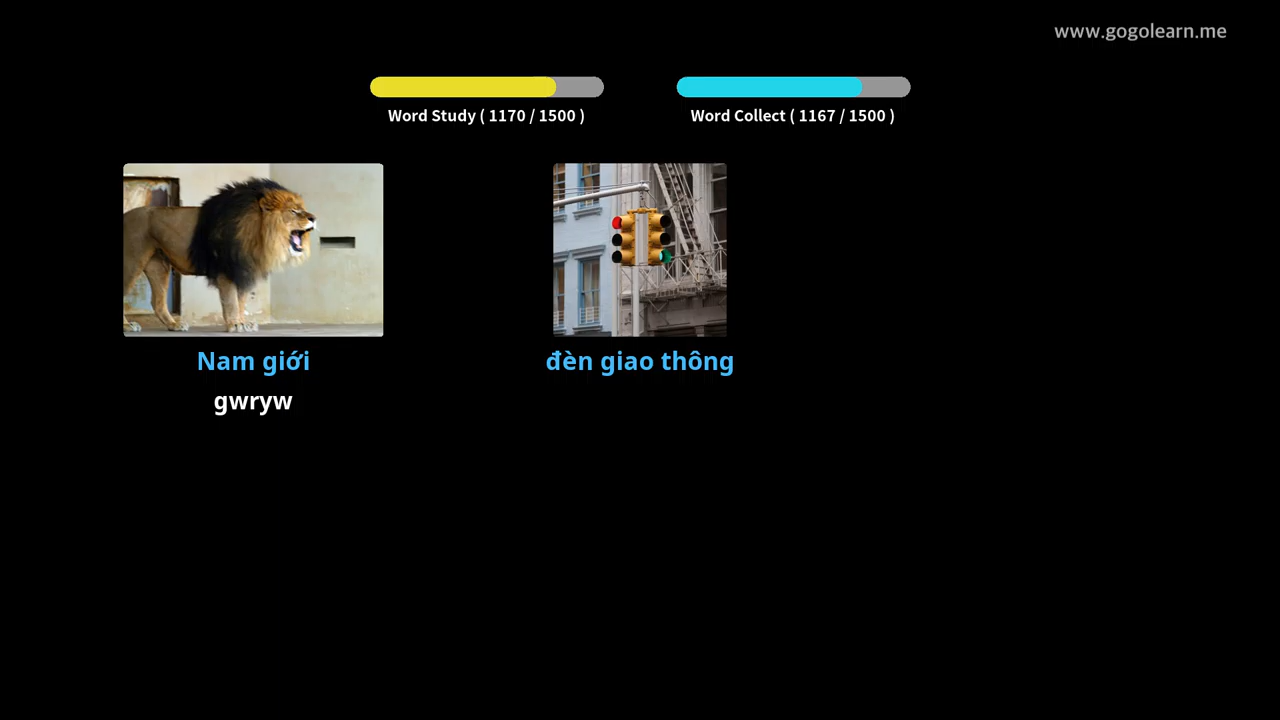 www.gogolearn.me
Word Study ( 1170 / 1500 )
Word Collect ( 1167 / 1500 )
Nam giới
đèn giao thông
gwryw